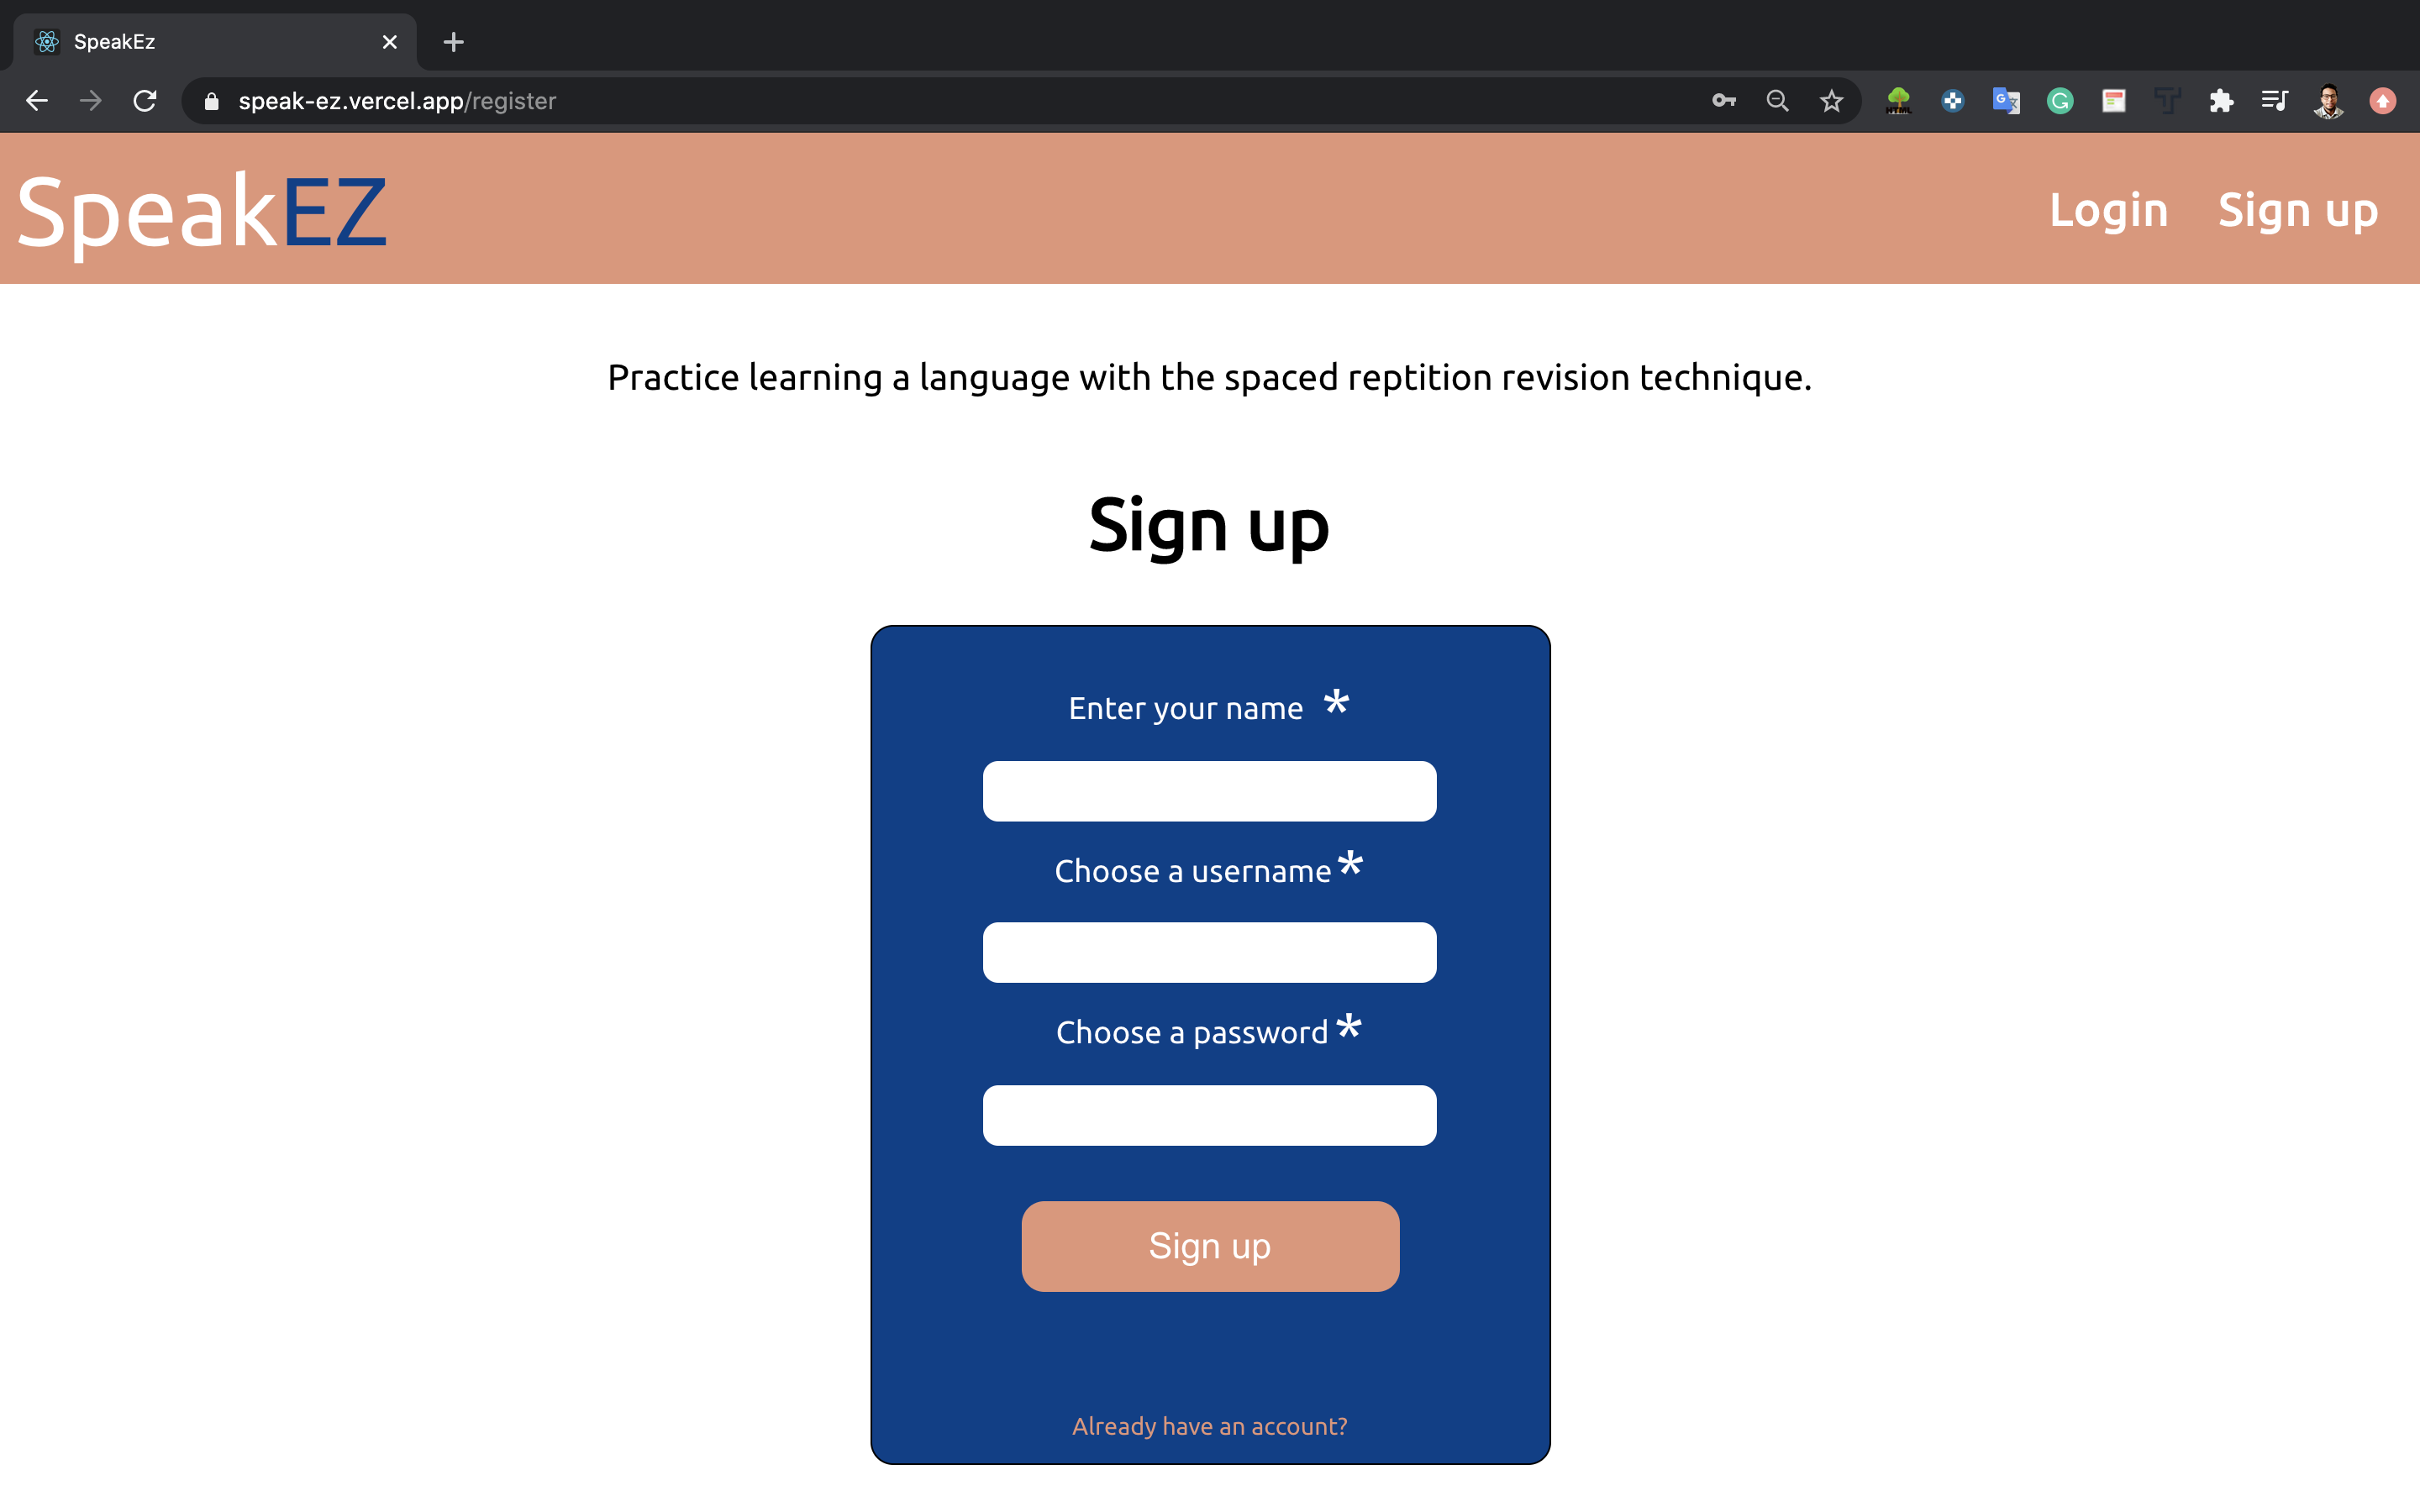 SpeakEz
speak-ez.vercel.app/register
HTML
SpeakEZ
Login Sign up
Practice learning a language with the spaced reptition revision technique.
Sign up
Enter your name *
Choose a username *
Choose a password *
Sign up
Already have an account?